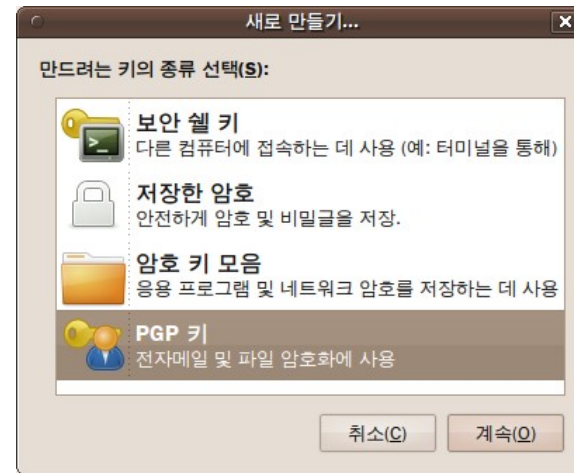 새로 만들기...
만드려는 키의 종류 선택(S):
보안 쉘 키
다른 컴퓨터에 접속하는 데 사용 (예: 터미널을 통해)
저장한 암호
안전하게 암호 및 비밀글을 저장.
암호 키 모음
응용 프로그램 및 네트워크 암호를 저장하는 데 사용
PGP 키
전자메일 및 파일 암호화에 사용
취소(C)
계속(O)